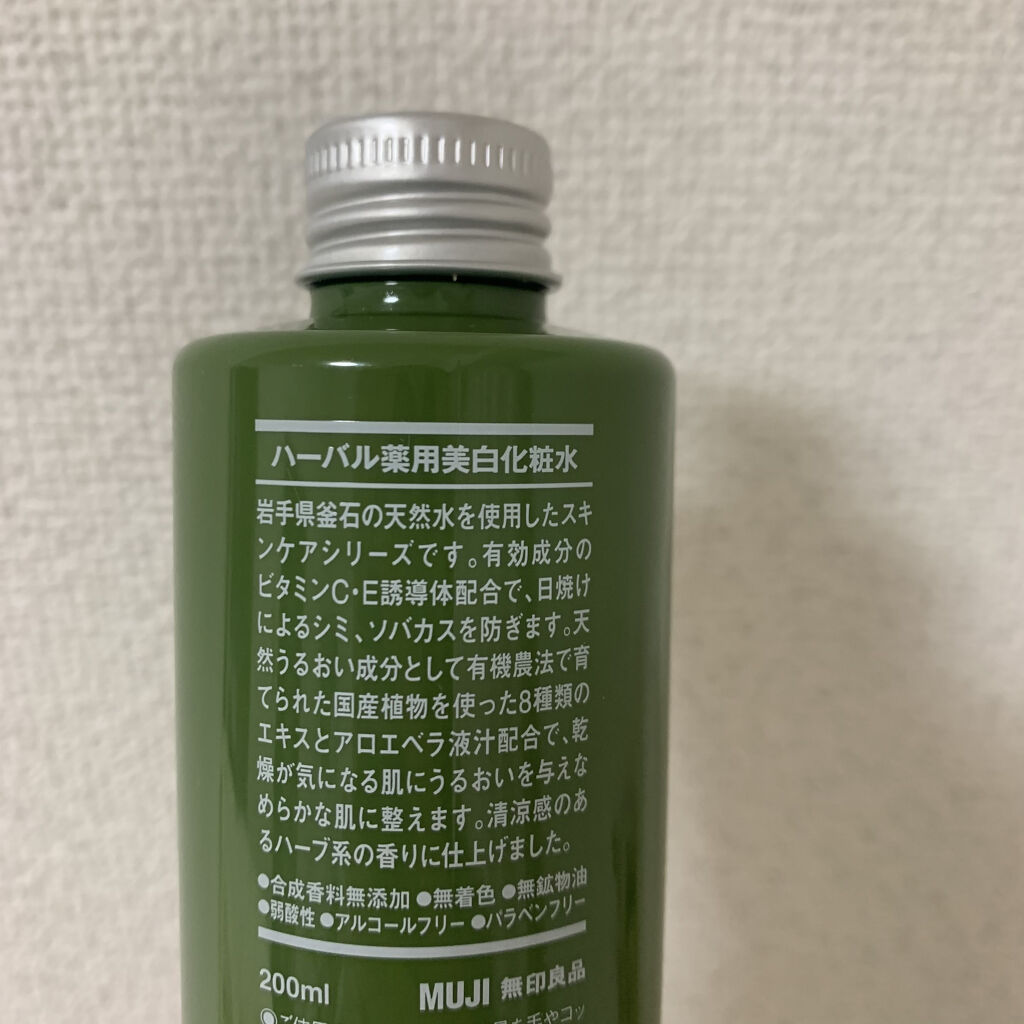 ハーバル薬用美白化粧水
岩手県釜石の天然水を使用したスキ
ンケアシリーズです。有効成分の
ビタミンC・E誘導体配合で、日焼け
によるシミ、ソバカスを防ぎます。天
然うるおい成分として有機農法で育
てられた国産植物を使った8種類の
エキスとアロエベラ液汁配合で、乾
燥が気になる肌にうるおいを与えな
めらかな肌に整えます。清涼感のあ
るハーブ系の香りに仕上げました。
●合成香料無添加 ●無着色 ●無鉱物油
●弱酸性 ●アルコールフリー ●パラベンフリー
200ml MUJI 無印良品
を手やコッ